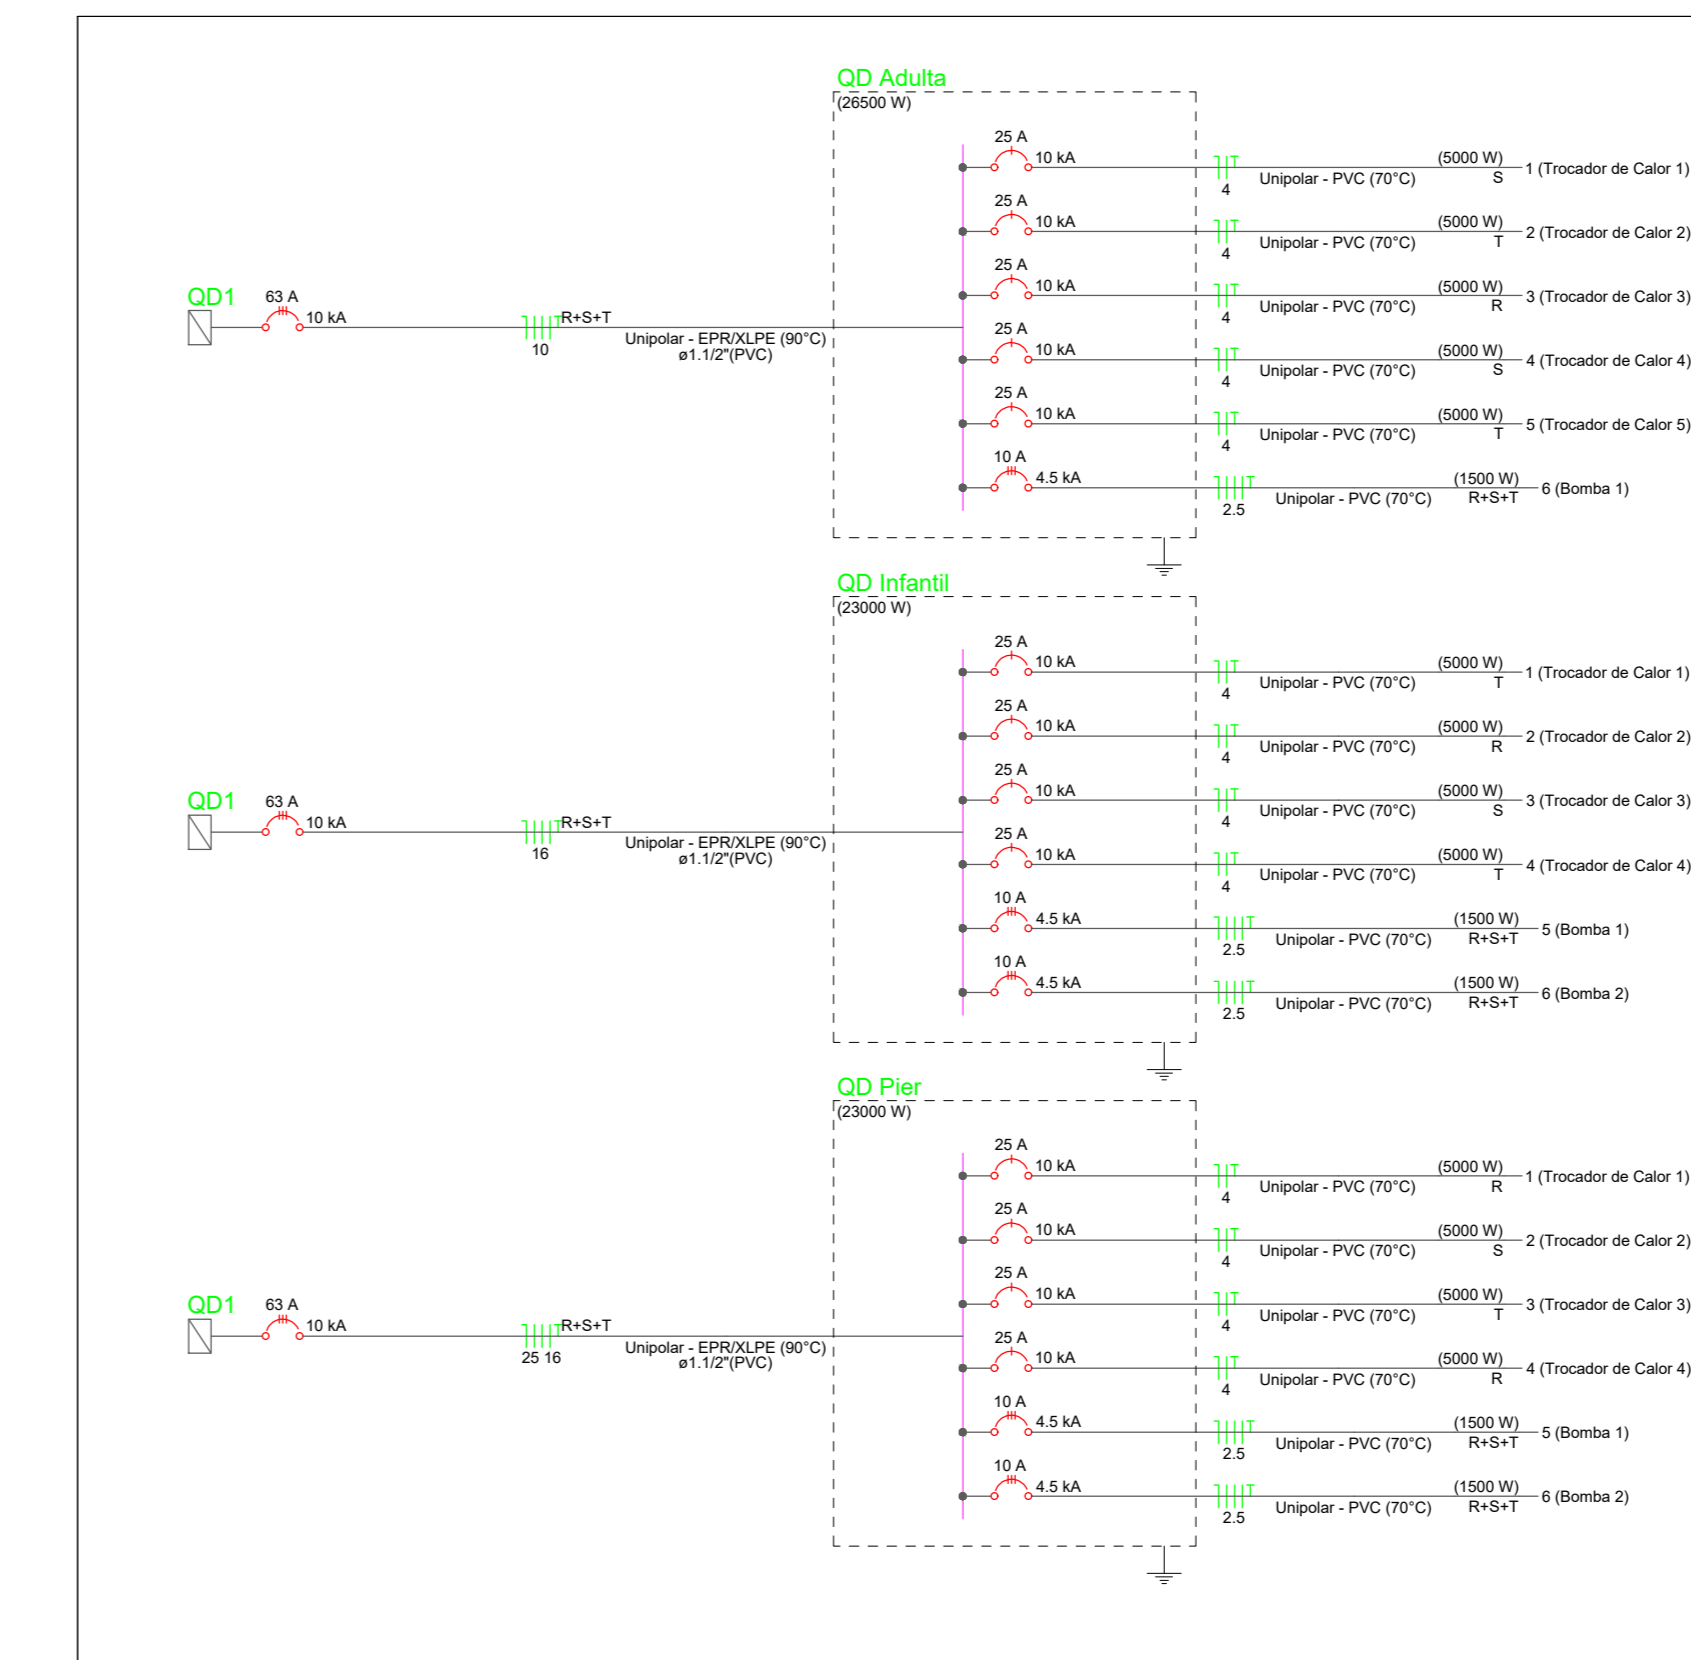 QD Adulta
(26500 W)
25 A
10 kA
4
Unipolar - PVC (70°C)
(5000 W)
S
1 (Trocador de Calor 1)
25 A
10 kA
4
Unipolar - PVC (70°C)
(5000 W)
T
2 (Trocador de Calor 2)
25 A
10 kA
4
Unipolar - PVC (70°C)
(5000 W)
R
3 (Trocador de Calor 3)
QD1
63 A
10 kA
R+S+T
10
Unipolar - EPR/XLPE (90°C)
ø1.1/2"(PVC)
25 A
10 kA
4
Unipolar - PVC (70°C)
(5000 W)
S
4 (Trocador de Calor 4)
25 A
10 kA
4
Unipolar - PVC (70°C)
(5000 W)
T
5 (Trocador de Calor 5)
10 A
4.5 kA
2.5
Unipolar - PVC (70°C)
(1500 W)
R+S+T
6 (Bomba 1)
QD Infantil
(23000 W)
25 A
10 kA
4
Unipolar - PVC (70°C)
(5000 W)
T
1 (Trocador de Calor 1)
25 A
10 kA
4
Unipolar - PVC (70°C)
(5000 W)
R
2 (Trocador de Calor 2)
25 A
10 kA
4
Unipolar - PVC (70°C)
(5000 W)
S
3 (Trocador de Calor 3)
QD1
63 A
10 kA
R+S+T
16
Unipolar - EPR/XLPE (90°C)
ø1.1/2"(PVC)
25 A
10 kA
4
Unipolar - PVC (70°C)
(5000 W)
T
4 (Trocador de Calor 4)
10 A
4.5 kA
2.5
Unipolar - PVC (70°C)
(1500 W)
R+S+T
5 (Bomba 1)
10 A
4.5 kA
2.5
Unipolar - PVC (70°C)
(1500 W)
R+S+T
6 (Bomba 2)
QD Pier
(23000 W)
25 A
10 kA
4
Unipolar - PVC (70°C)
(5000 W)
R
1 (Trocador de Calor 1)
25 A
10 kA
4
Unipolar - PVC (70°C)
(5000 W)
S
2 (Trocador de Calor 2)
25 A
10 kA
4
Unipolar - PVC (70°C)
(5000 W)
T
3 (Trocador de Calor 3)
QD1
63 A
10 kA
R+S+T
25 16
Unipolar - EPR/XLPE (90°C)
ø1.1/2"(PVC)
25 A
10 kA
4
Unipolar - PVC (70°C)
(5000 W)
R
4 (Trocador de Calor 4)
10 A
4.5 kA
2.5
Unipolar - PVC (70°C)
(1500 W)
R+S+T
5 (Bomba 1)
10 A
4.5 kA
2.5
Unipolar - PVC (70°C)
(1500 W)
R+S+T
6 (Bomba 2)